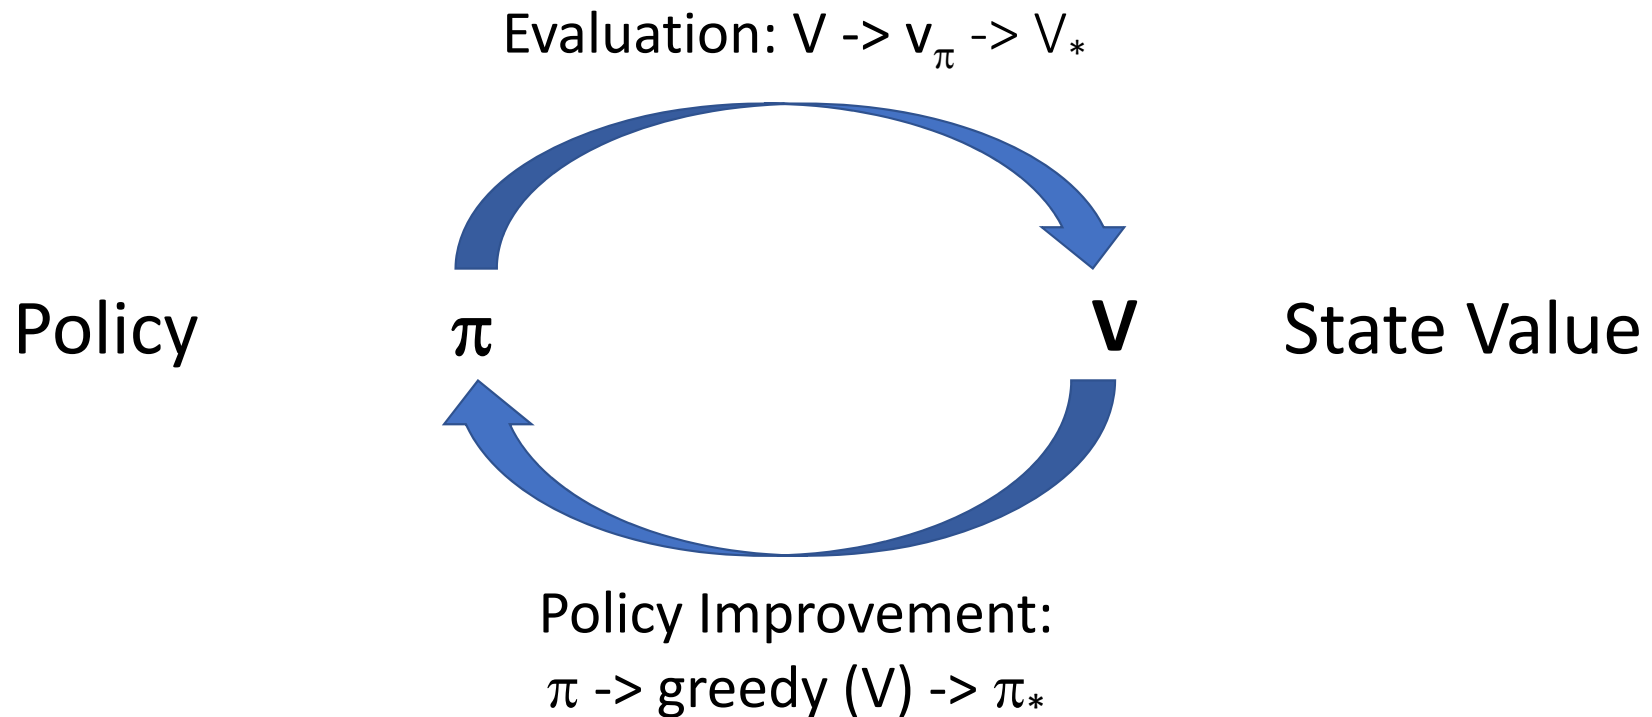 Evaluation: V -> vπ -> V*
Policy
π
V
State Value
Policy Improvement:
π -> greedy (V) -> π*